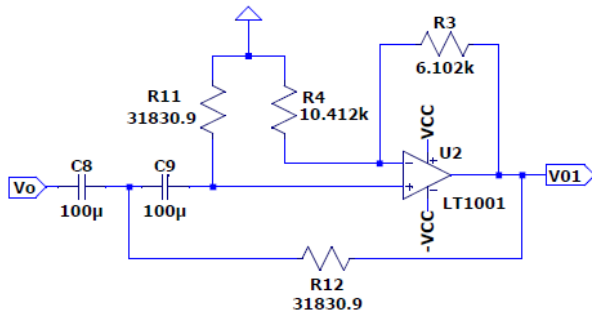 R3
6.102k
R11
31830.9
R4
10.412k
VCC
U2
C8
C9
Vo
V01
100µ
100µ
LT1001
-VCC
R12
31830.9